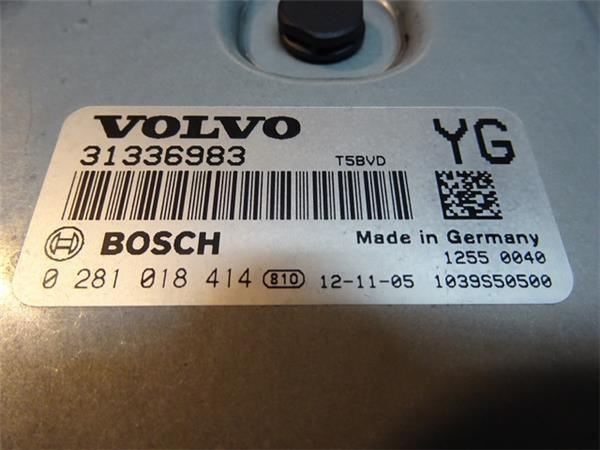 VOLVO
YG
31336983 T5BVD
BOSCH Made in Germany
1255 0040
0 281 018 414 810 12-11-05 1039S50500